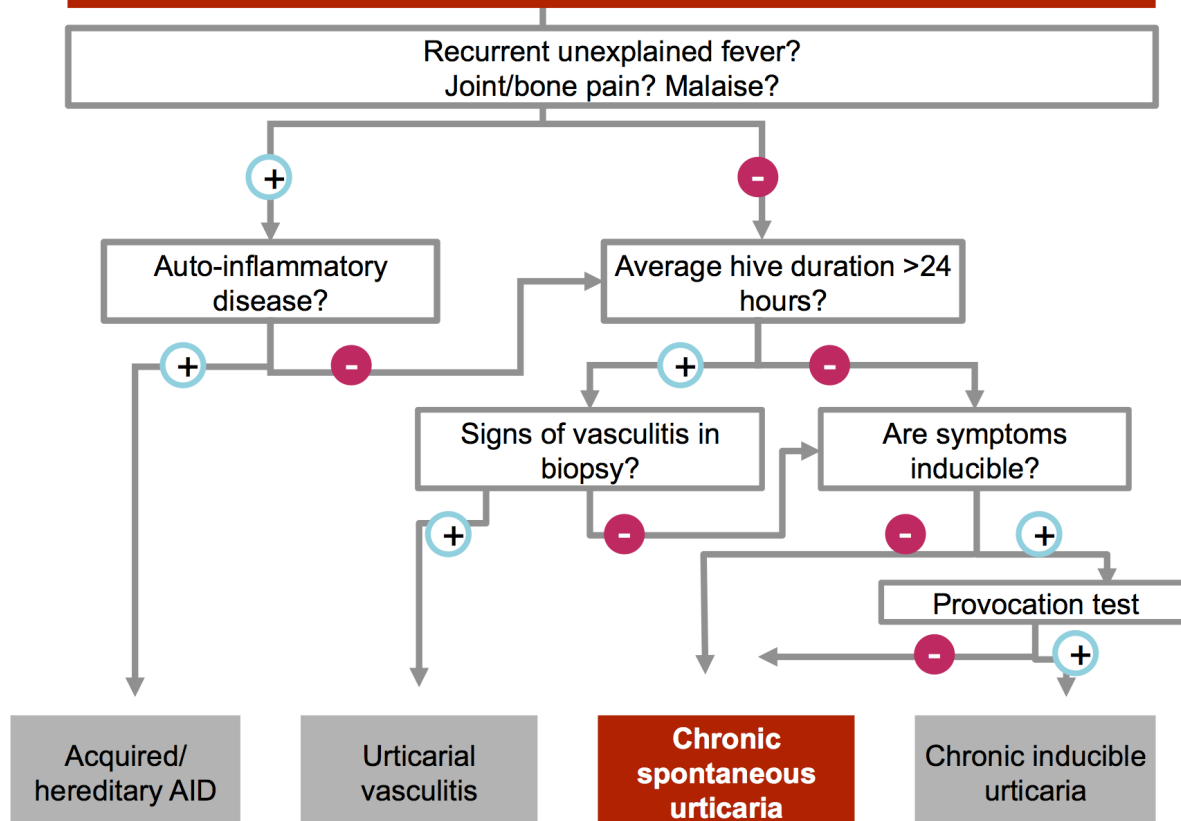 Recurrent unexplained fever?
Joint/bone pain? Malaise?
+
-
Auto-inflammatory
disease?
Average hive duration >24
hours?
+
-
+
-
Signs of vasculitis in
biopsy?
Are symptoms
inducible?
+
-
-
+
Provocation test
-
+
Acquired/
hereditary AID
Urticarial
vasculitis
Chronic
spontaneous
urticaria
Chronic inducible
urticaria